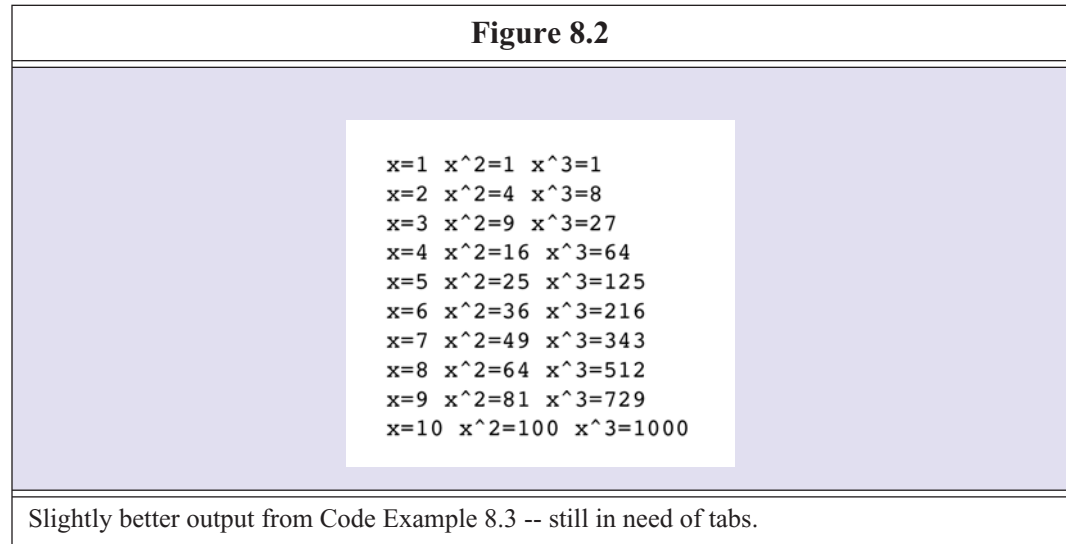 Figure 8.2
x=1 x^2=1 x^3=1
x=2 x^2=4 x^3=8
x=3 x^2=9 x^3=27
x=4 x^2=16 x^3=64
x=5 x^2=25 x^3=125
x=6 x^2=36 x^3=216
x=7 x^2=49 x^3=343
x=8 x^2=64 x^3=512
x=9 x^2=81 x^3=729
x=10 x^2=100 x^3=1000
Slightly better output from Code Example 8.3 -- still in need of tabs.